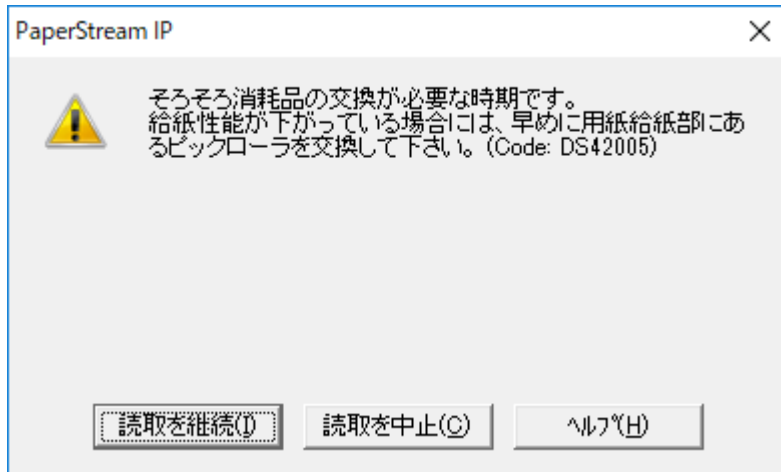 PaperStream IP
そろそろ消耗品の交換が必要な時期です。
給紙性能が下がっている場合には、早めに用紙給紙部にあ
るピックローラを交換して下さい。(Code: DS42005)
読取を継続(I)
読取を中止(C)
ﾍﾙﾌﾟ(H)